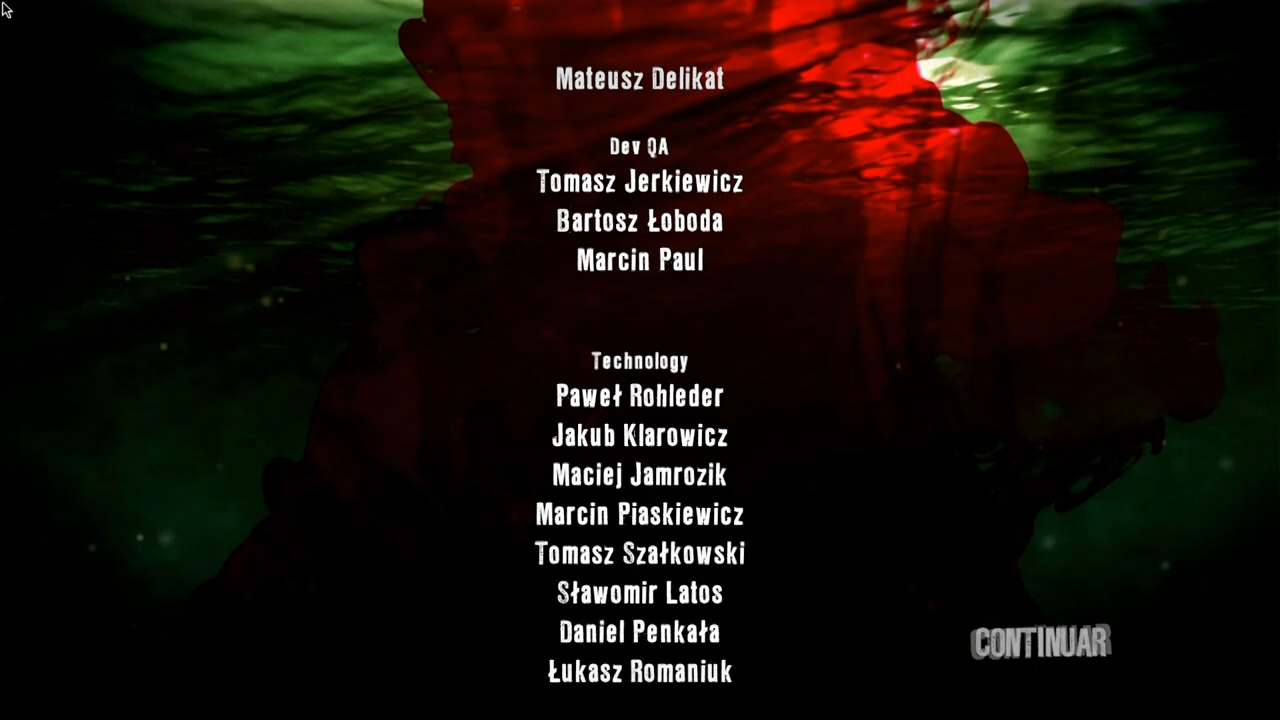 Mateusz Delikat
Dev QA
Tomasz Jerkiewicz
Bartosz Łoboda
Marcin Paul
Technology
Paweł Rohleder
Jakub Klarowicz
Maciej Jamrozik
Marcin Piaskiewicz
Tomasz Szałkowski
Sławomir Latos
Daniel Penkała
Łukasz Romaniuk
CONTINUAR